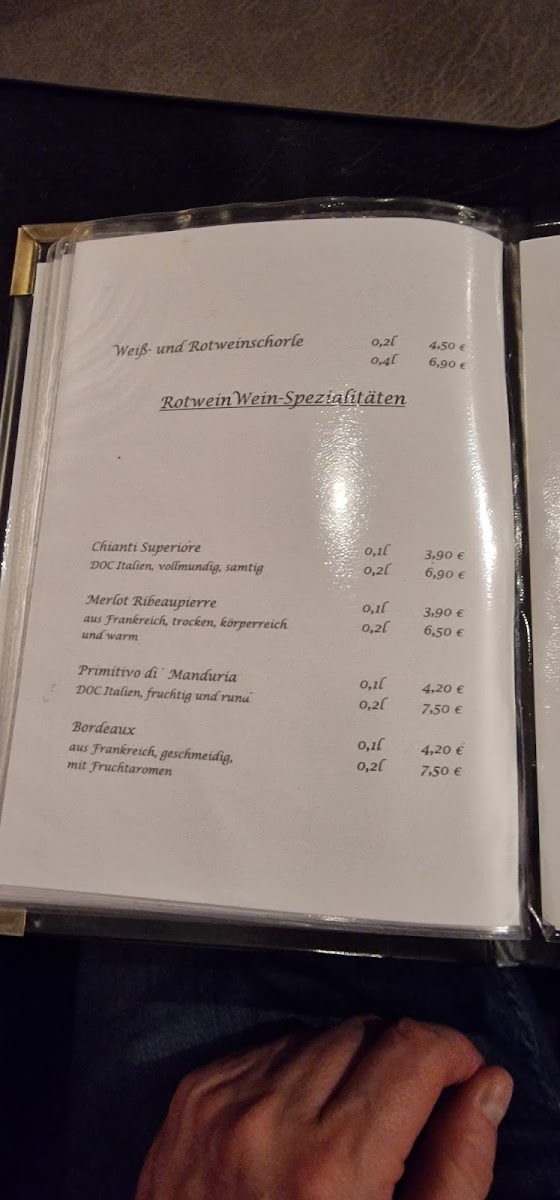 Weiß- und Rotweinschorle 0,2l 4,50 €
0,4l 6,90 €
RotweinWein-Spezialitäten
Chianti Superiore 0,1l 3,90 €
DOC Italien, vollmundig, samtig 0,2l 6,90 €
Merlot Ribeaupierre 0,1l 3,90 €
aus Frankreich, trocken, körperreich 0,2l 6,50 €
und warm
Primitivo di´ Manduria 0,1l 4,20 €
DOC Italien, fruchtig und rund 0,2l 7,50 €
Bordeaux 0,1l 4,20 €
aus Frankreich, geschmeidig, 0,2l 7,50 €
mit Fruchtaromen